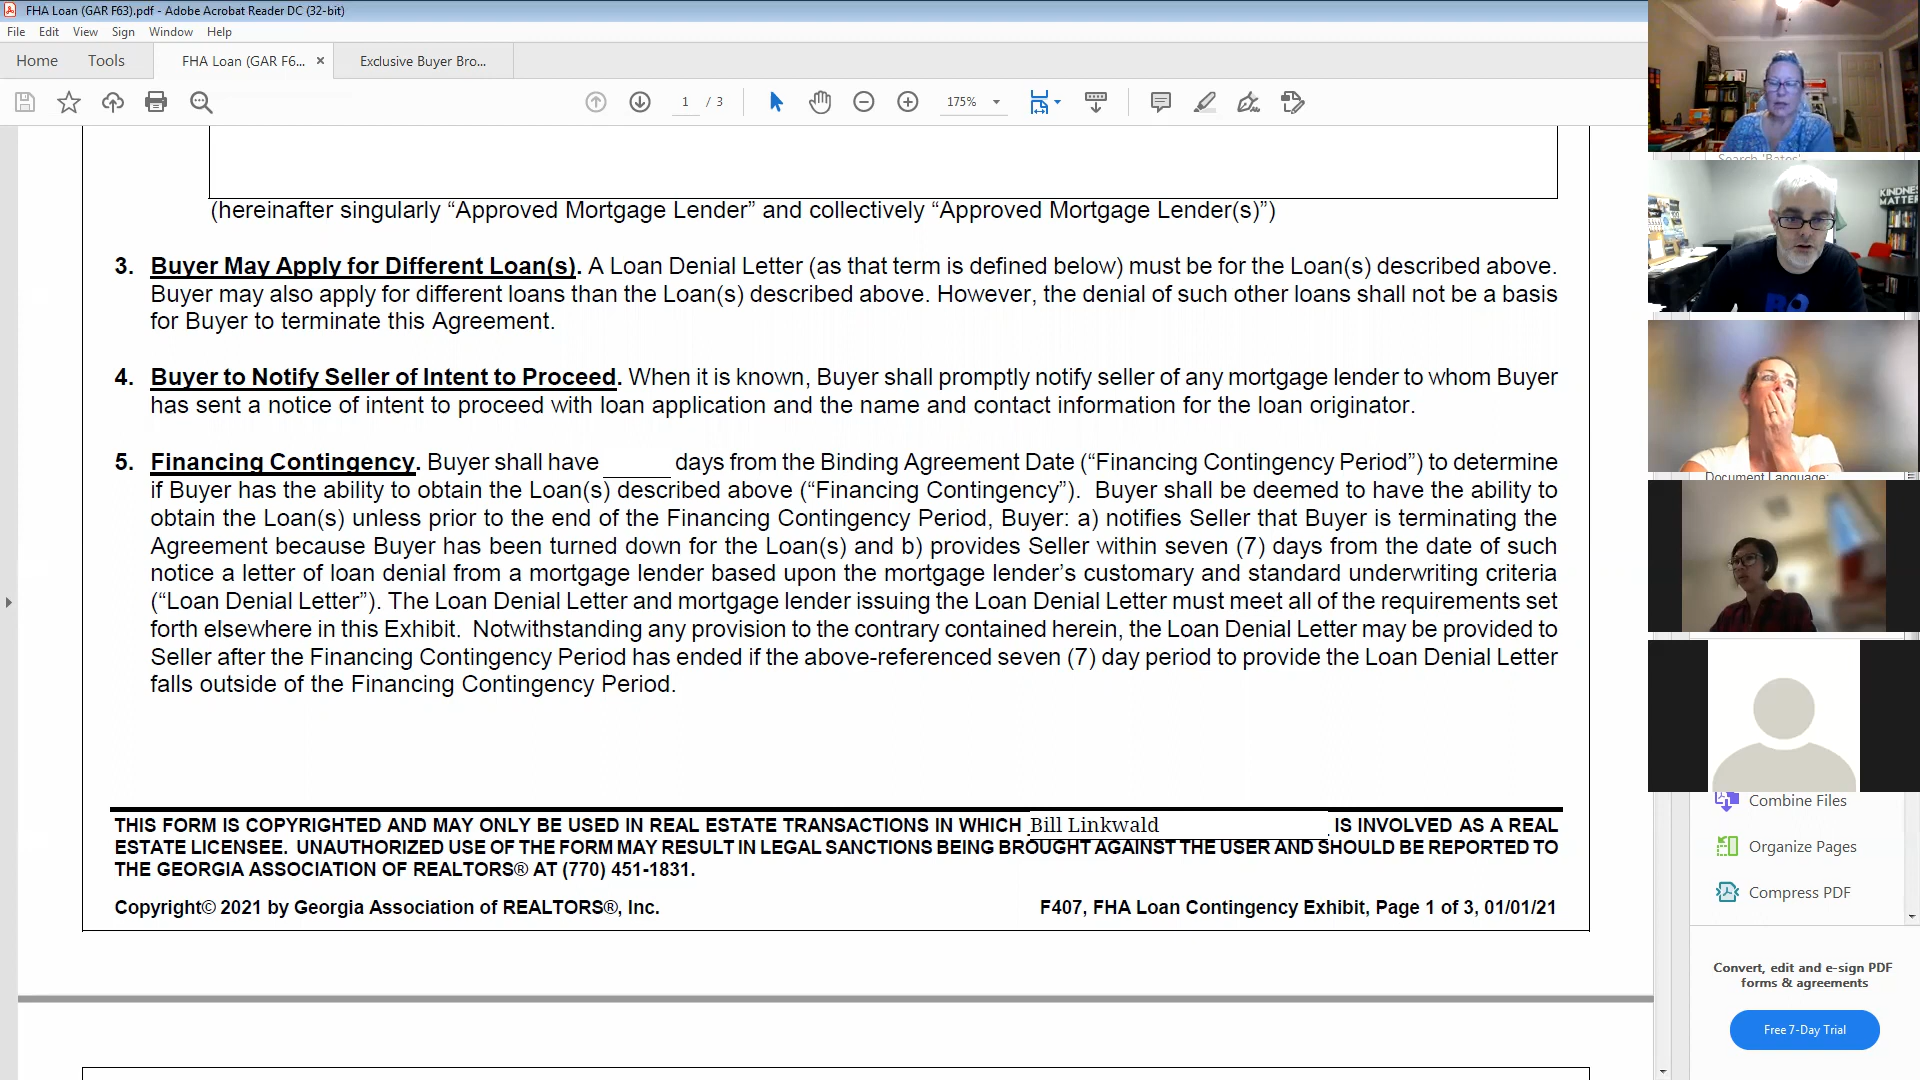 FHA Loan (GAR F63).pdf - Adobe Acrobat Reader DC (32-bit)
File Edit View Sign Window Help
Home Tools FHA Loan (GAR F6... × Exclusive Buyer Bro...
1 / 3 175%
(hereinafter singularly “Approved Mortgage Lender” and collectively “Approved Mortgage Lender(s)”)
3. Buyer May Apply for Different Loan(s). A Loan Denial Letter (as that term is defined below) must be for the Loan(s) described above.
Buyer may also apply for different loans than the Loan(s) described above. However, the denial of such other loans shall not be a basis
for Buyer to terminate this Agreement.
4. Buyer to Notify Seller of Intent to Proceed. When it is known, Buyer shall promptly notify seller of any mortgage lender to whom Buyer
has sent a notice of intent to proceed with loan application and the name and contact information for the loan originator.
5. Financing Contingency. Buyer shall have _____ days from the Binding Agreement Date (“Financing Contingency Period”) to determine
if Buyer has the ability to obtain the Loan(s) described above (“Financing Contingency”). Buyer shall be deemed to have the ability to
obtain the Loan(s) unless prior to the end of the Financing Contingency Period, Buyer: a) notifies Seller that Buyer is terminating the
Agreement because Buyer has been turned down for the Loan(s) and b) provides Seller within seven (7) days from the date of such
notice a letter of loan denial from a mortgage lender based upon the mortgage lender’s customary and standard underwriting criteria
(“Loan Denial Letter”). The Loan Denial Letter and mortgage lender issuing the Loan Denial Letter must meet all of the requirements set
forth elsewhere in this Exhibit. Notwithstanding any provision to the contrary contained herein, the Loan Denial Letter may be provided to
Seller after the Financing Contingency Period has ended if the above-referenced seven (7) day period to provide the Loan Denial Letter
falls outside of the Financing Contingency Period.
THIS FORM IS COPYRIGHTED AND MAY ONLY BE USED IN REAL ESTATE TRANSACTIONS IN WHICH Bill Linkwald IS INVOLVED AS A REAL
ESTATE LICENSEE. UNAUTHORIZED USE OF THE FORM MAY RESULT IN LEGAL SANCTIONS BEING BROUGHT AGAINST THE USER AND SHOULD BE REPORTED TO
THE GEORGIA ASSOCIATION OF REALTORS® AT (770) 451-1831.
Copyright© 2021 by Georgia Association of REALTORS®, Inc. F407, FHA Loan Contingency Exhibit, Page 1 of 3, 01/01/21
Search 'Bates'
KINDNESS
MATTERS
Document Language:
Combine Files
Organize Pages
Compress PDF
Convert, edit and e-sign PDF
forms & agreements
Free 7-Day Trial